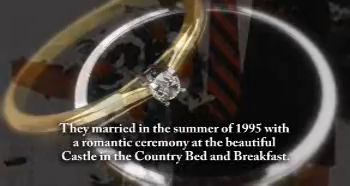 They married in the summer of 1995 with
a romantic ceremony at the beautiful
Castle in the Country Bed and Breakfast.